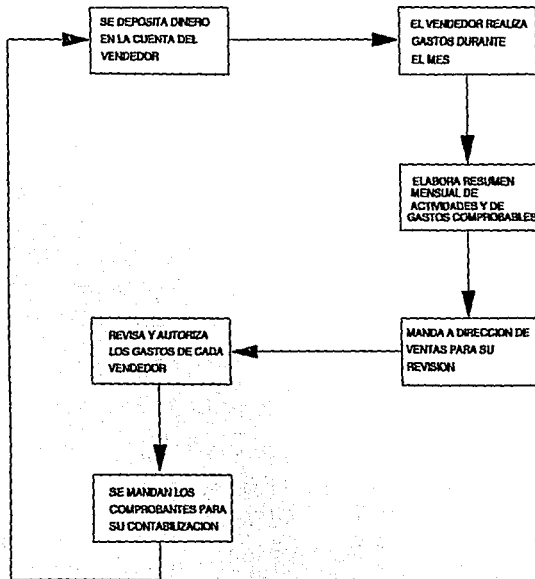 SE DEPOSITA DINERO
EN LA CUENTA DEL
VENDEDOR
EL VENDEDOR REALIZA
GASTOS DURANTE
EL MES
ELABORA RESUMEN
MENSUAL DE
ACTIVIDADES Y DE
GASTOS COMPROBABLES
MANDA A DIRECCION DE
VENTAS PARA SU
REVISION
REVISA Y AUTORIZA
LOS GASTOS DE CADA
VENDEDOR
SE MANDAN LOS
COMPROBANTES PARA
SU CONTABILIZACION